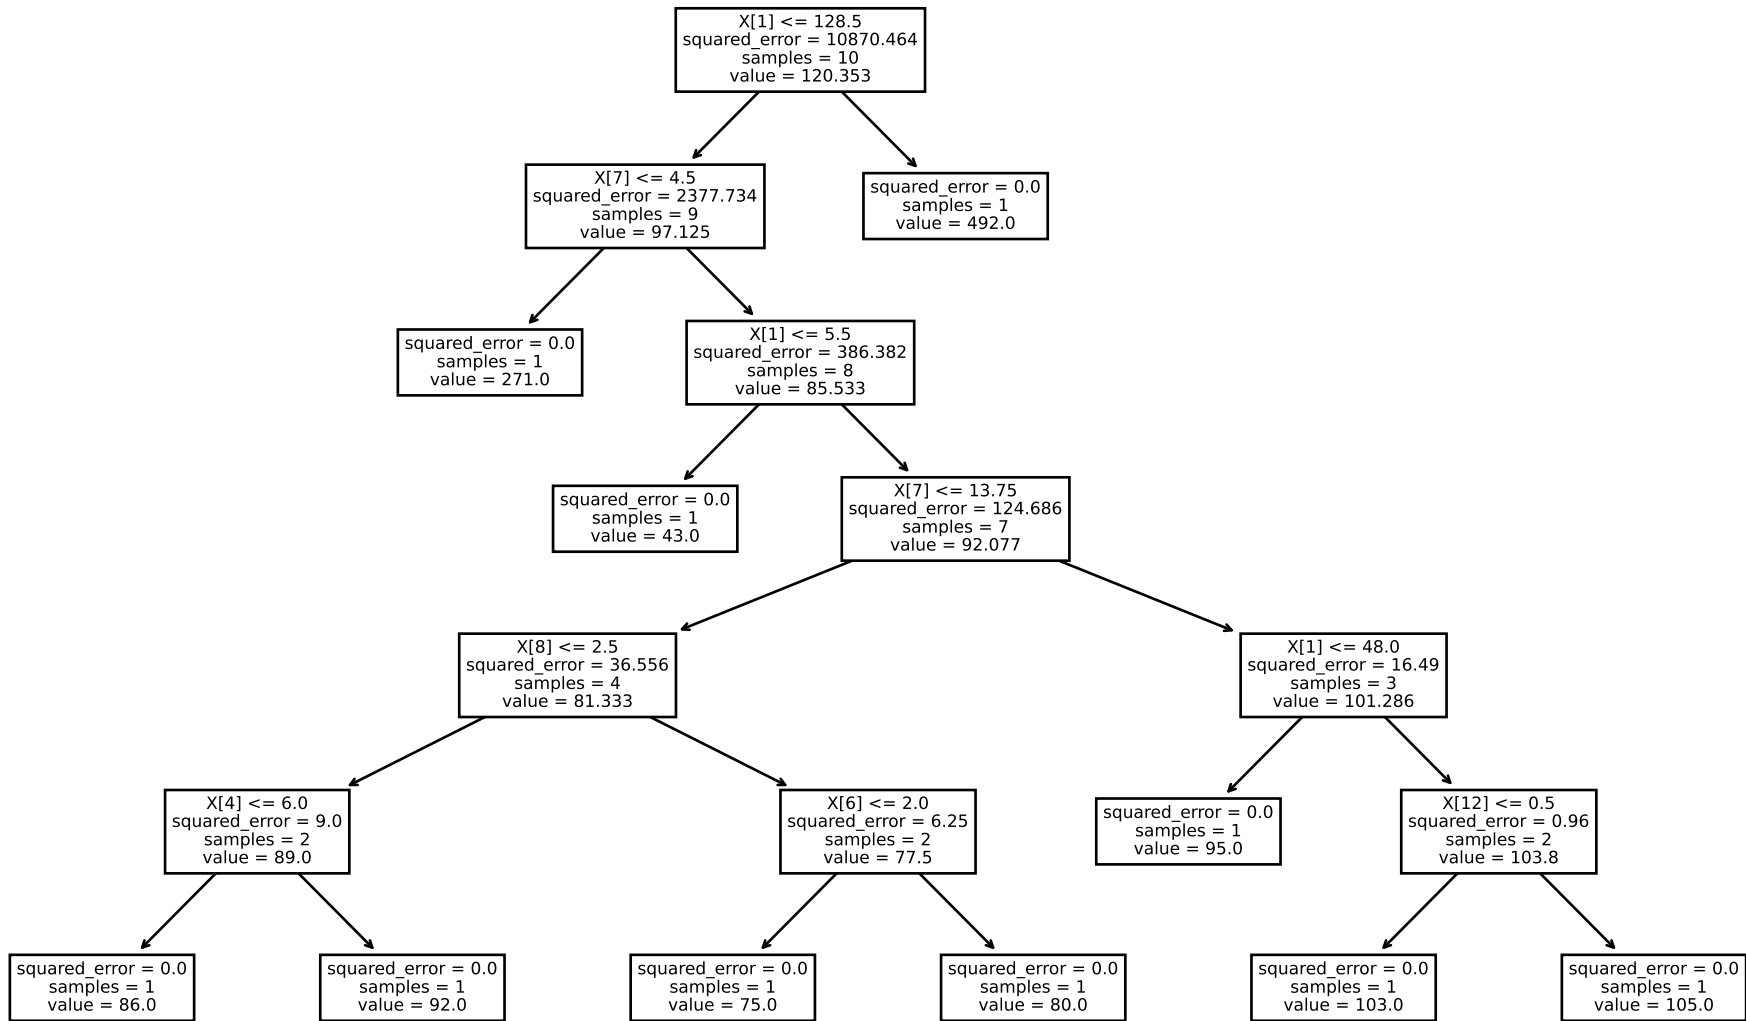 X[1] <= 128.5
squared_error = 10870.464
samples = 10
value = 120.353
X[7] <= 4.5
squared_error = 2377.734
samples = 9
value = 97.125
squared_error = 0.0
samples = 1
value = 492.0
squared_error = 0.0
samples = 1
value = 271.0
X[1] <= 5.5
squared_error = 386.382
samples = 8
value = 85.533
squared_error = 0.0
samples = 1
value = 43.0
X[7] <= 13.75
squared_error = 124.686
samples = 7
value = 92.077
X[8] <= 2.5
squared_error = 36.556
samples = 4
value = 81.333
X[1] <= 48.0
squared_error = 16.49
samples = 3
value = 101.286
X[4] <= 6.0
squared_error = 9.0
samples = 2
value = 89.0
X[6] <= 2.0
squared_error = 6.25
samples = 2
value = 77.5
squared_error = 0.0
samples = 1
value = 95.0
X[12] <= 0.5
squared_error = 0.96
samples = 2
value = 103.8
squared_error = 0.0
samples = 1
value = 86.0
squared_error = 0.0
samples = 1
value = 92.0
squared_error = 0.0
samples = 1
value = 75.0
squared_error = 0.0
samples = 1
value = 80.0
squared_error = 0.0
samples = 1
value = 103.0
squared_error = 0.0
samples = 1
value = 105.0